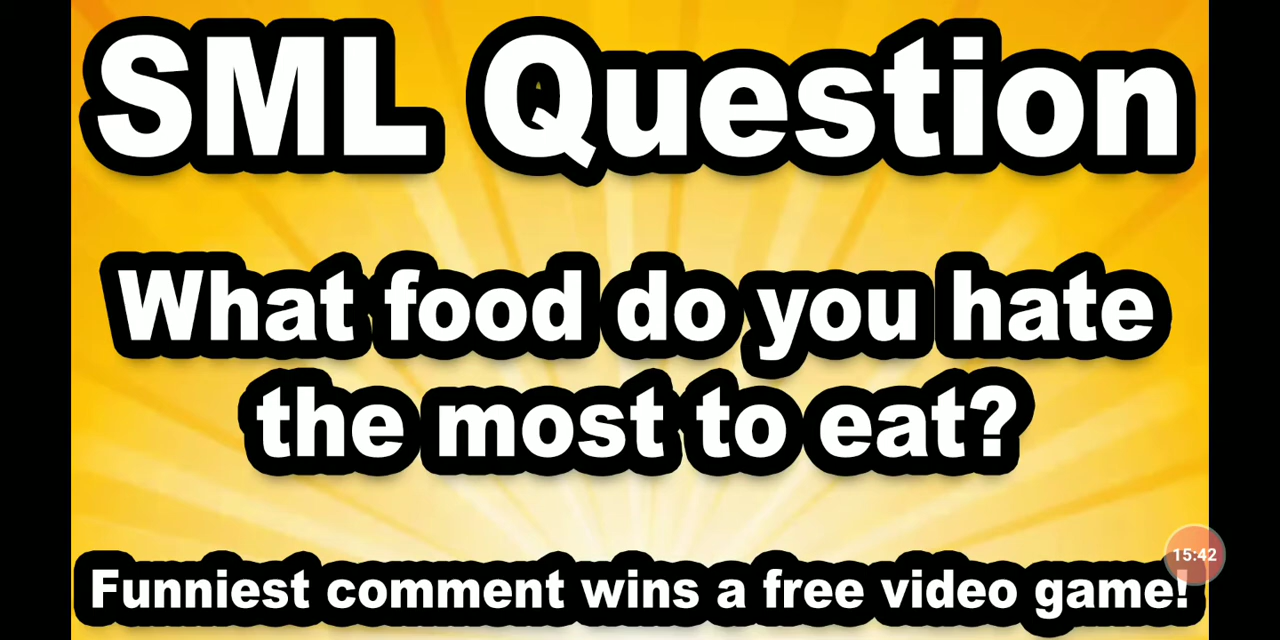 SML Question
What food do you hate
the most to eat?
15:42
Funniest comment wins a free video game!